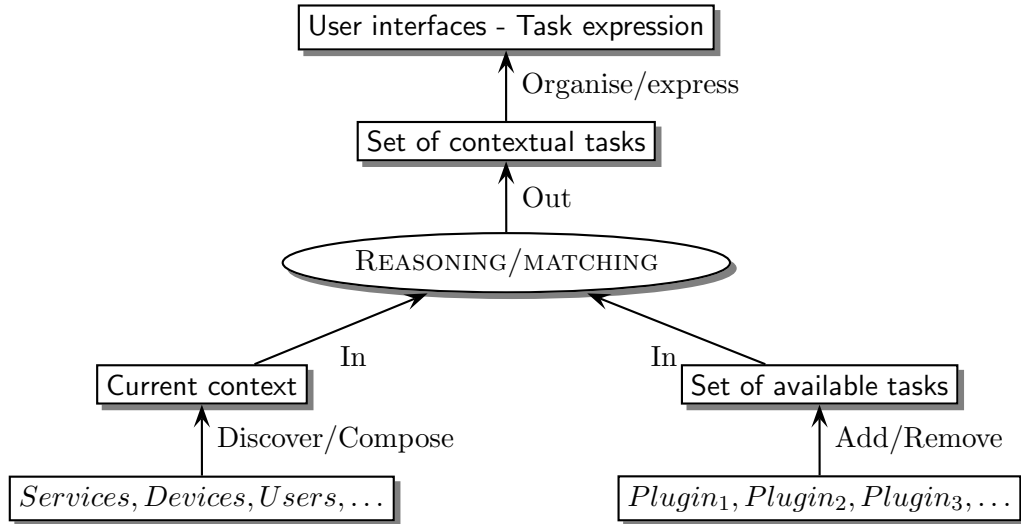 User interfaces - Task expression
Organise/express
Set of contextual tasks
Out
REASONING/MATCHING
In
In
Current context
Set of available tasks
Discover/Compose
Add/Remove
Services, Devices, Users, ...
Plugin₁, Plugin₂, Plugin₃, ...